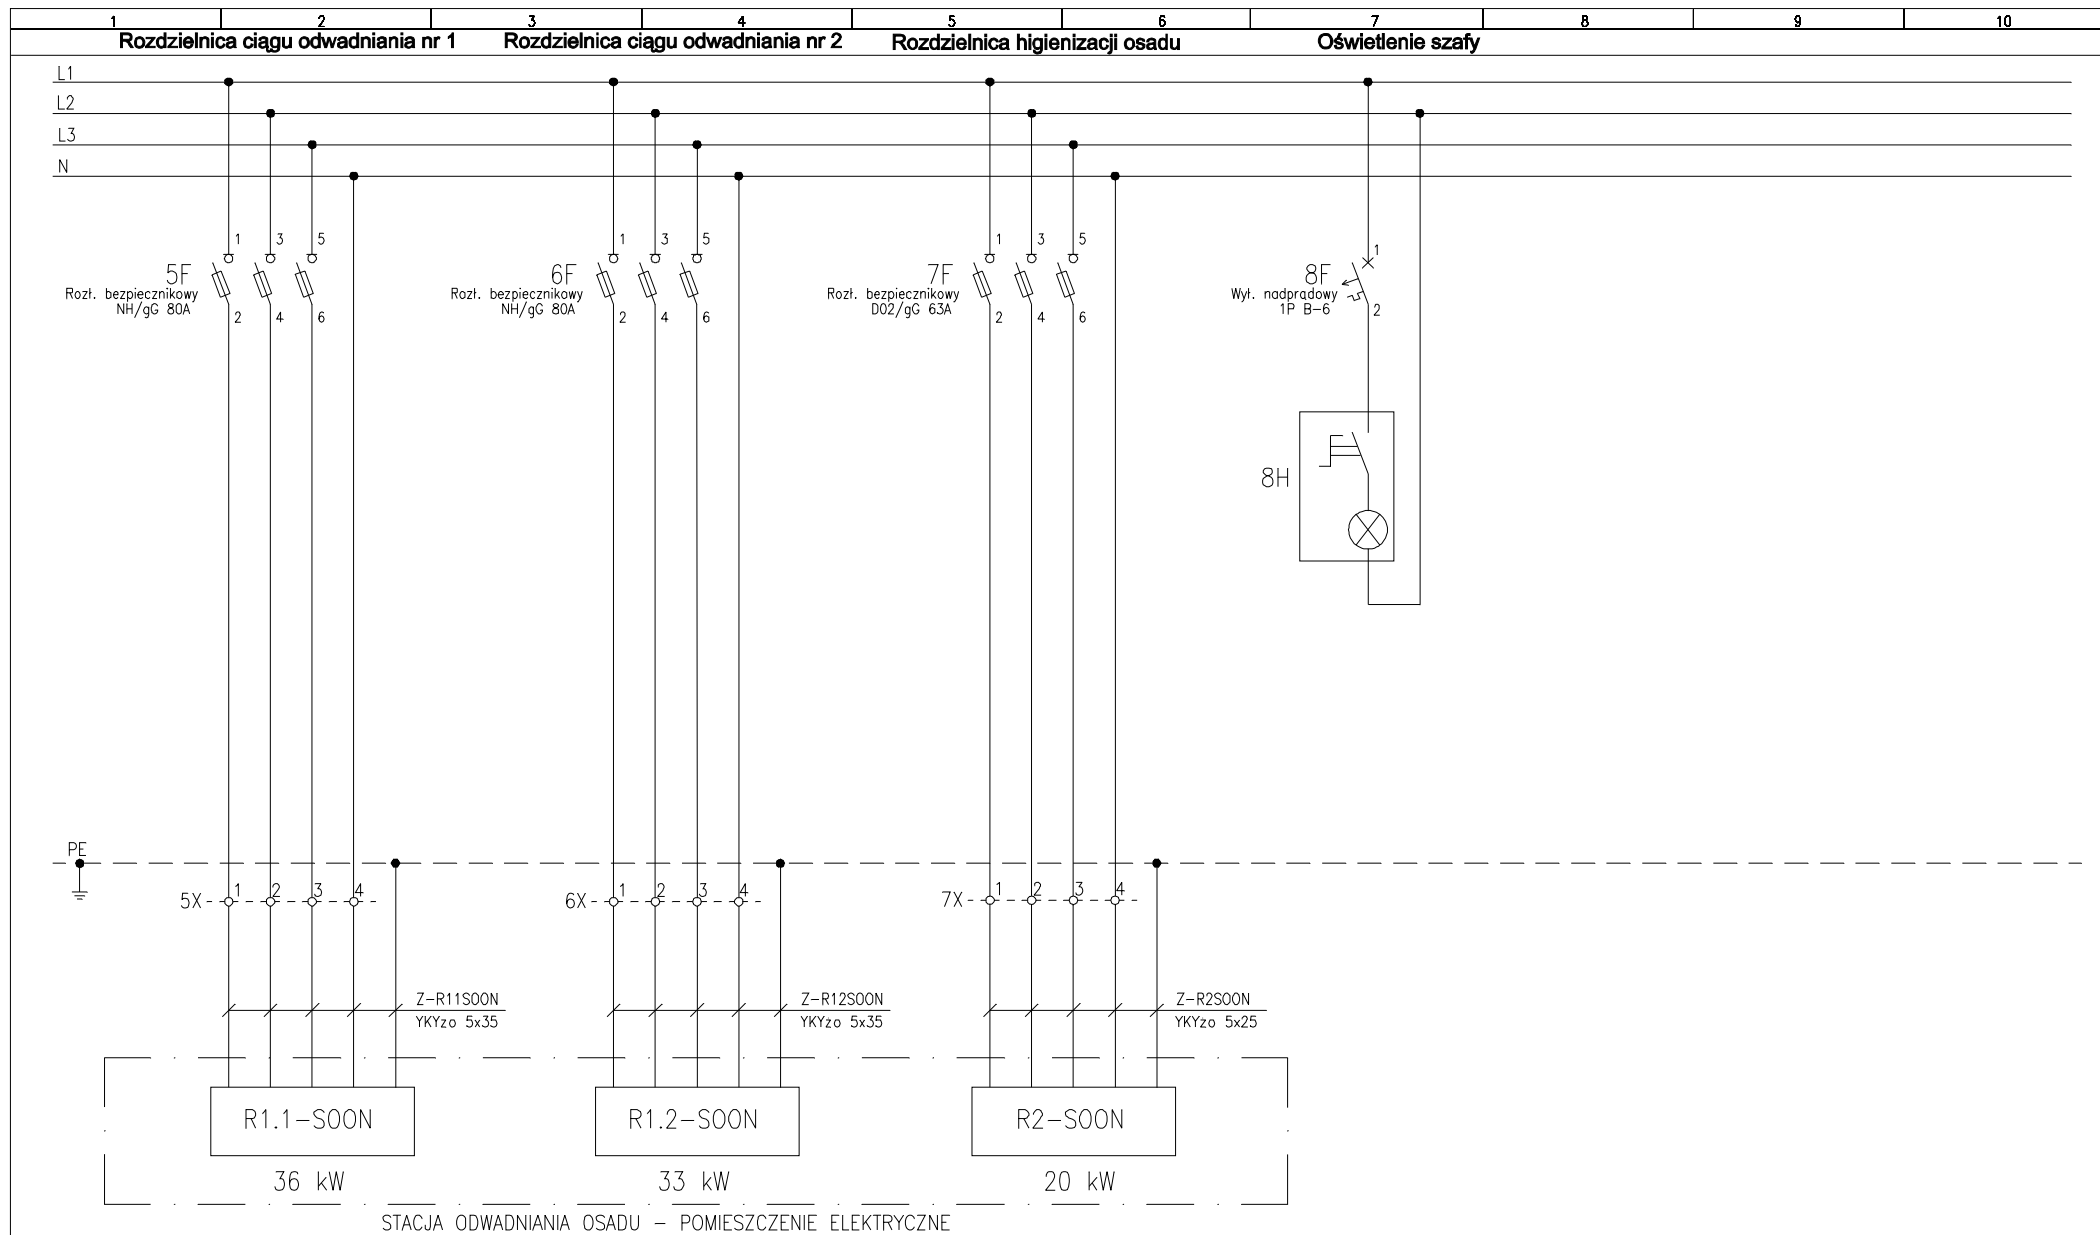 1 2 3 4 5 6 7 8 9 10
Rozdzielnica ciągu odwadniania nr 1 Rozdzielnica ciągu odwadniania nr 2 Rozdzielnica higienizacji osadu Oświetlenie szafy
L1
L2
L3
N
1 3 5 1 3 5 1 3 5 1
5F 6F 7F 8F
Rozł. bezpiecznikowy Rozł. bezpiecznikowy Rozł. bezpiecznikowy Wył. nadprądowy
NH/gG 80A NH/gG 80A D02/gG 63A 1P B-6
2 4 6 2 4 6 2 4 6 2
8H
PE
5X 1 2 3 4 6X 1 2 3 4 7X 1 2 3 4
Z-R11SOON Z-R12SOON Z-R2SOON
YKYżo 5x35 YKYżo 5x35 YKYżo 5x25
R1.1-SOON R1.2-SOON R2-SOON
36 kW 33 kW 20 kW
STACJA ODWADNIANIA OSADU - POMIESZCZENIE ELEKTRYCZNE